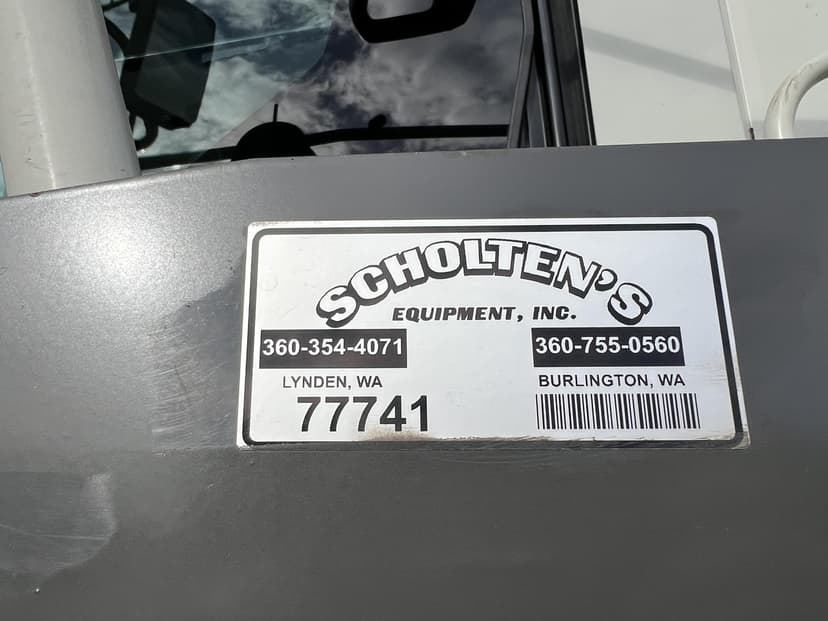 SCHOLTEN'S
EQUIPMENT, INC.
360-354-4071 360-755-0560
LYNDEN, WA BURLINGTON, WA
77741